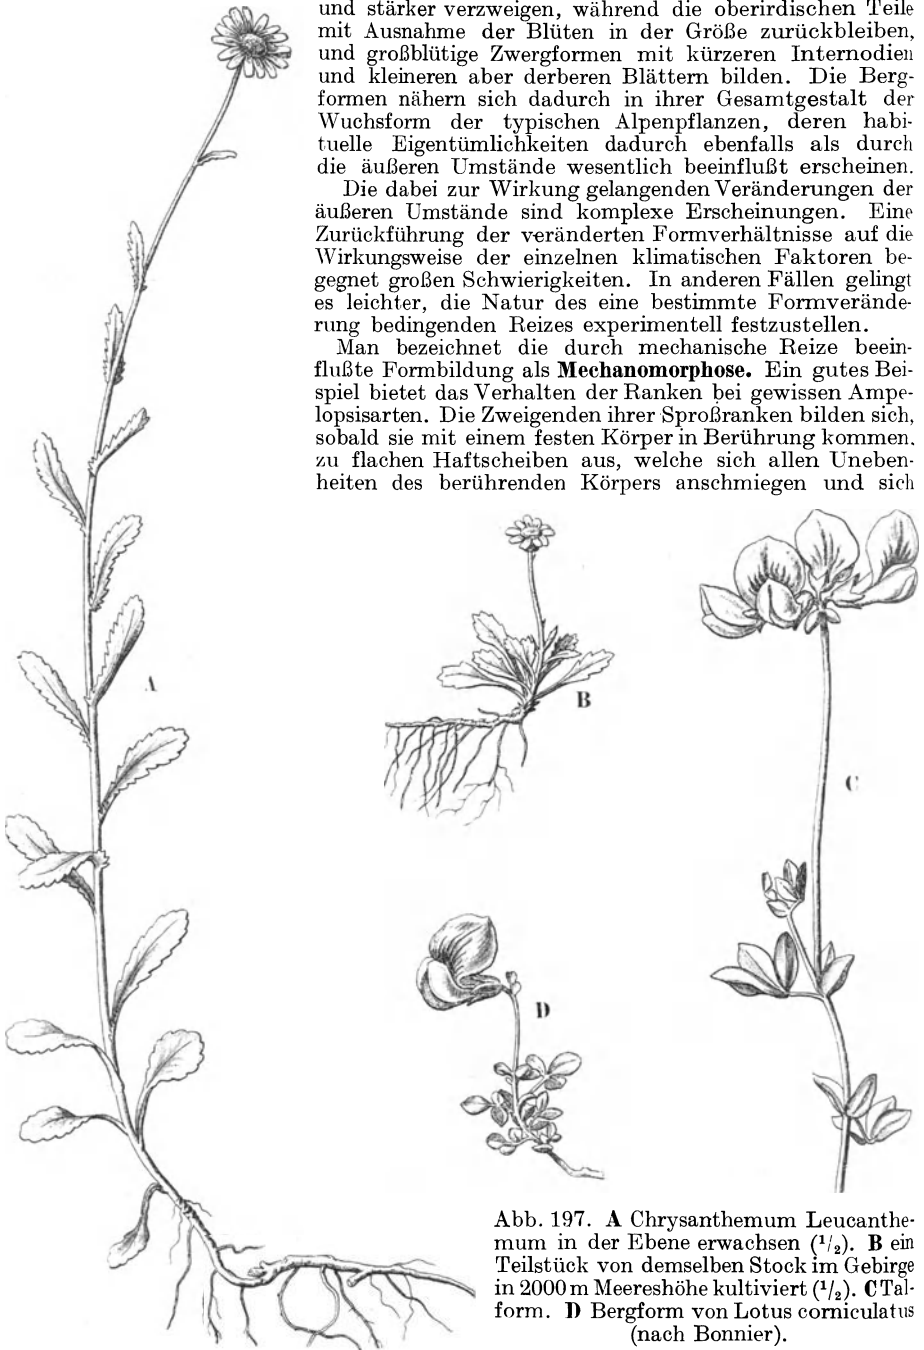 und stärker verzweigen, während die oberirdischen Teile
mit Ausnahme der Blüten in der Größe zurückbleiben,
und großblütige Zwergformen mit kürzeren Internodien
und kleineren aber derberen Blättern bilden. Die Berg-
formen nähern sich dadurch in ihrer Gesamtgestalt der
Wuchsform der typischen Alpenpflanzen, deren habi-
tuelle Eigentümlichkeiten dadurch ebenfalls als durch
die äußeren Umstände wesentlich beeinflußt erscheinen.
Die dabei zur Wirkung gelangenden Veränderungen der
äußeren Umstände sind komplexe Erscheinungen. Eine
Zurückführung der veränderten Formverhältnisse auf die
Wirkungsweise der einzelnen klimatischen Faktoren be-
gegnet großen Schwierigkeiten. In anderen Fällen gelingt
es leichter, die Natur des eine bestimmte Formverände-
rung bedingenden Reizes experimentell festzustellen.
Man bezeichnet die durch mechanische Reize beein-
flußte Formbildung als Mechanomorphose. Ein gutes Bei-
spiel bietet das Verhalten der Ranken bei gewissen Ampe-
lopsisarten. Die Zweigenden ihrer Sproßranken bilden sich,
sobald sie mit einem festen Körper in Berührung kommen,
zu flachen Haftscheiben aus, welche sich allen Uneben-
heiten des berührenden Körpers anschmiegen und sich
A
B
C
D
Abb. 197. A Chrysanthemum Leucanthe-
mum in der Ebene erwachsen (1/2). B ein
Teilstück von demselben Stock im Gebirge
in 2000 m Meereshöhe kultiviert (1/2). C Tal-
form. D Bergform von Lotus corniculatus
(nach Bonnier).